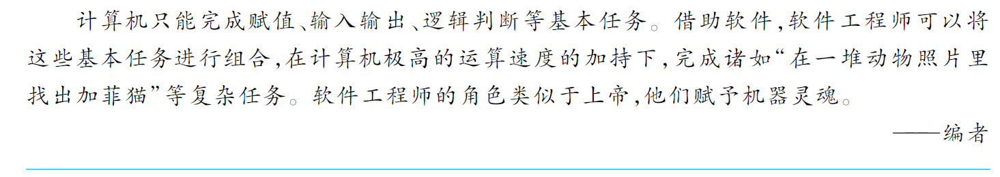 计算机只能完成赋值、输入输出、逻辑判断等基本任务。借助软件,软件工程师可以将
这些基本任务进行组合,在计算机极高的运算速度的加持下,完成诸如“在一堆动物照片里
找出加菲猫”等复杂任务。软件工程师的角色类似于上帝,他们赋予机器灵魂。
——编者